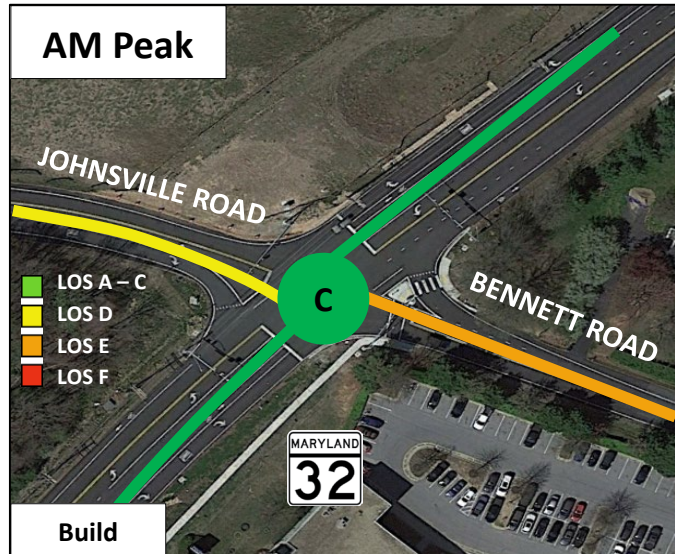 AM Peak
JOHNSVILLE ROAD
BENNETT ROAD
C
LOS A – C
LOS D
LOS E
LOS F
MARYLAND
32
Build